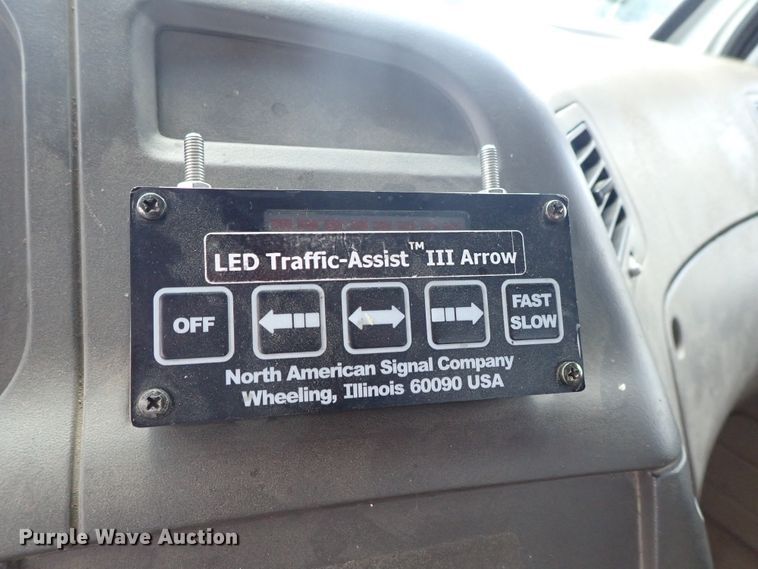 LED Traffic-Assist™ III Arrow
OFF
FAST
SLOW
North American Signal Company
Wheeling, Illinois 60090 USA
Purple Wave Auction